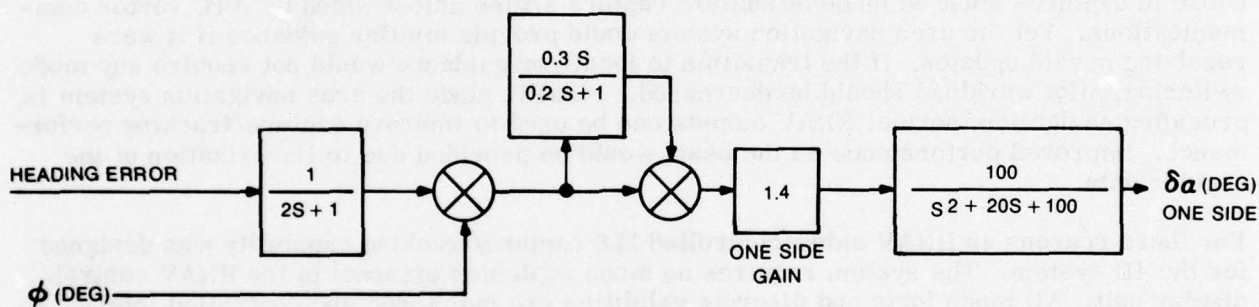 0.3 S
0.2 S+1
HEADING ERROR
1
2S + 1
1.4
100
S2 + 20S + 100
δa (DEG)
ONE SIDE
ONE SIDE
GAIN
ϕ (DEG)